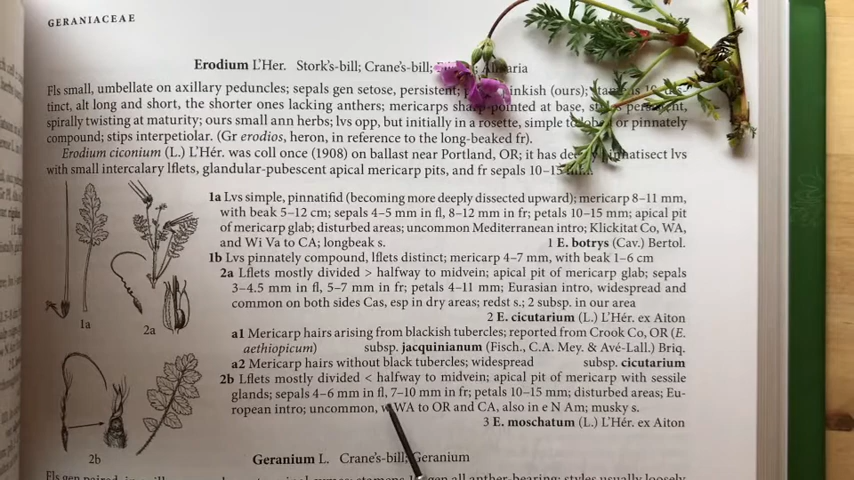 GERANIACEAE
Erodium L'Her. Stork's-bill; Crane's-bill;
Fls small, umbellate on axillary peduncles; sepals gen setose, persistent; inkish (ours);
tinct, alt long and short, the shorter ones lacking anthers; mericarps sharp-pointed at base,
spirally twisting at maturity; ours small ann herbs; lvs opp, but initially in a rosette, simple to or pinnately
compound; stips interpetiolar. (Gr erodios, heron, in reference to the long-beaked fr).
Erodium ciconium (L.) L'Hér. was coll once (1908) on ballast near Portland, OR; it has lvs
with small intercalary lflets, glandular-pubescent apical mericarp pits, and fr sepals 10–15
1a Lvs simple, pinnatifid (becoming more deeply dissected upward); mericarp 8–11 mm,
with beak 5–12 cm; sepals 4–5 mm in fl, 8–12 mm in fr; petals 10–15 mm; apical pit
of mericarp glab; disturbed areas; uncommon Mediterranean intro; Klickitat Co, WA,
and Wi Va to CA; longbeak s. 1 E. botrys (Cav.) Bertol.
1b Lvs pinnately compound, lflets distinct; mericarp 4–7 mm, with beak 1–6 cm
2a Lflets mostly divided > halfway to midvein; apical pit of mericarp glab; sepals
3–4.5 mm in fl, 5–7 mm in fr; petals 4–11 mm; Eurasian intro, widespread and
common on both sides Cas, esp in dry areas; redst s.; 2 subsp. in our area
2 E. cicutarium (L.) L'Hér. ex Aiton
a1 Mericarp hairs arising from blackish tubercles; reported from Crook Co, OR (E.
aethiopicum) subsp. jacquinianum (Fisch., C.A. Mey. & Avé-Lall.) Briq.
a2 Mericarp hairs without black tubercles; widespread subsp. cicutarium
2b Lflets mostly divided < halfway to midvein; apical pit of mericarp with sessile
glands; sepals 4–6 mm in fl, 7–10 mm in fr; petals 10–15 mm; disturbed areas; Eu-
ropean intro; uncommon, w WA to OR and CA, also in e N Am; musky s.
3 E. moschatum (L.) L'Hér. ex Aiton
1a
2a
2b
Geranium L. Crane's-bill; Geranium
all anther-bearing; styles usually loosely